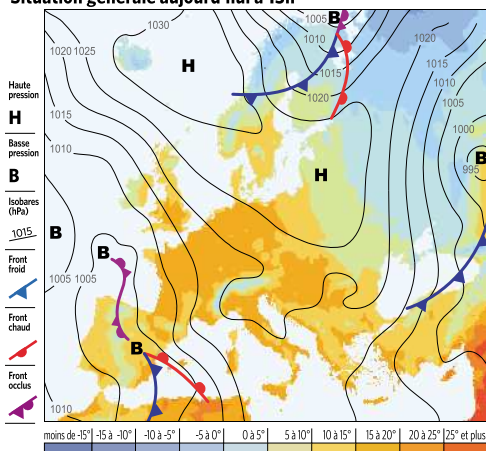 Situation générale aujourd'hui à 13h
Haute
pression
H
Basse
pression
B
Isobares
(hPa)
1015
Front
froid
Front
chaud
Front
occlus
1030
1005
B
1010
1020
1025
1020
H
1015
1015
1020
1010
1005
1015
1000
1010
B
995
H
B
B
1005
1005
B
1010
moins de -15°
-15 à -10°
-10 à -5°
-5 à 0°
0 à 5°
5 à 10°
10 à 15°
15 à 20°
20 à 25°
25° et plus